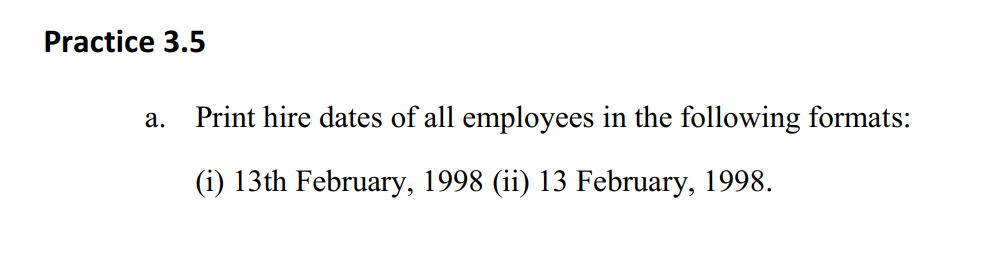 Practice 3.5
a. Print hire dates of all employees in the following formats:
(i) 13th February, 1998 (ii) 13 February, 1998.